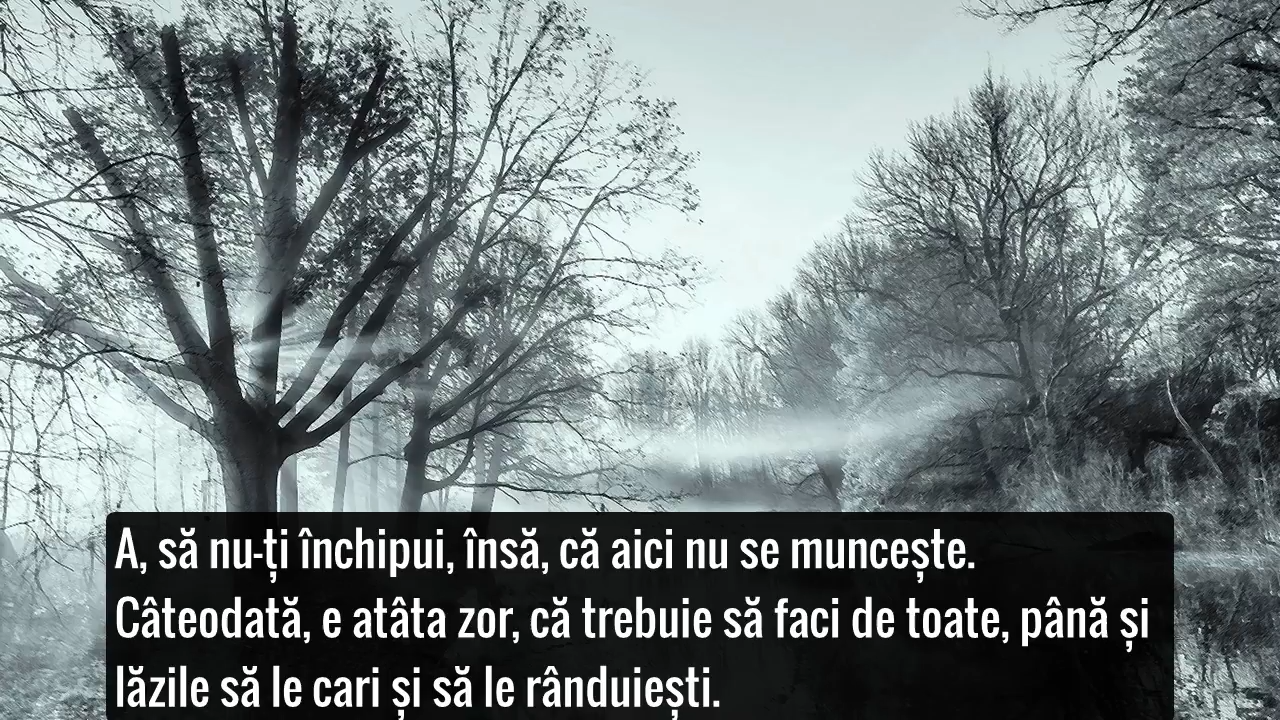 A, să nu-ți închipui, însă, că aici nu se muncește.
Câteodată, e atâta zor, că trebuie să faci de toate, până și
lăzile să le cari și să le rânduiești.